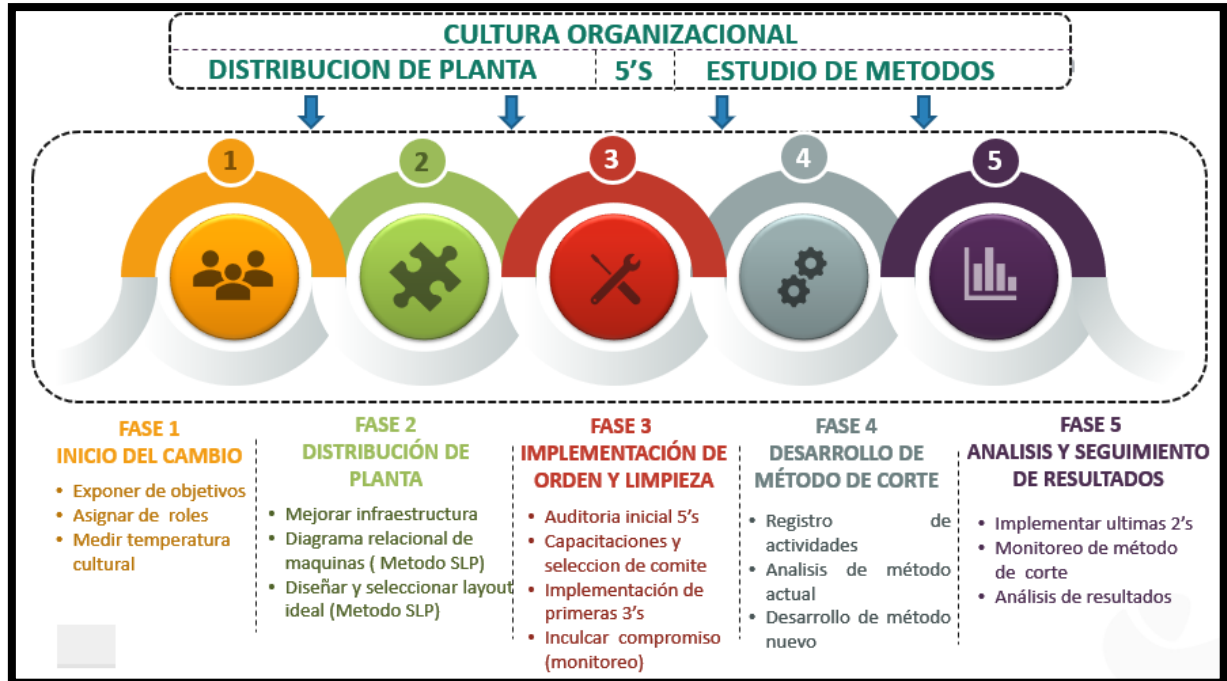 CULTURA ORGANIZACIONAL
DISTRIBUCION DE PLANTA 5'S ESTUDIO DE METODOS
1 2 3 4 5
FASE 1
INICIO DEL CAMBIO
• Exponer de objetivos
• Asignar de roles
• Medir temperatura
cultural
FASE 2
DISTRIBUCIÓN DE
PLANTA
• Mejorar infraestructura
• Diagrama relacional de
maquinas ( Metodo SLP)
• Diseñar y seleccionar layout
ideal (Metodo SLP)
FASE 3
IMPLEMENTACIÓN DE
ORDEN Y LIMPIEZA
• Auditoria inicial 5's
• Capacitaciones y
seleccion de comite
• Implementación de
primeras 3's
• Inculcar compromiso
(monitoreo)
FASE 4
DESARROLLO DE
MÉTODO DE CORTE
• Registro de
actividades
• Analisis de método
actual
• Desarrollo de método
nuevo
FASE 5
ANALISIS Y SEGUIMIENTO
DE RESULTADOS
• Implementar ultimas 2's
• Monitoreo de método
de corte
• Análisis de resultados